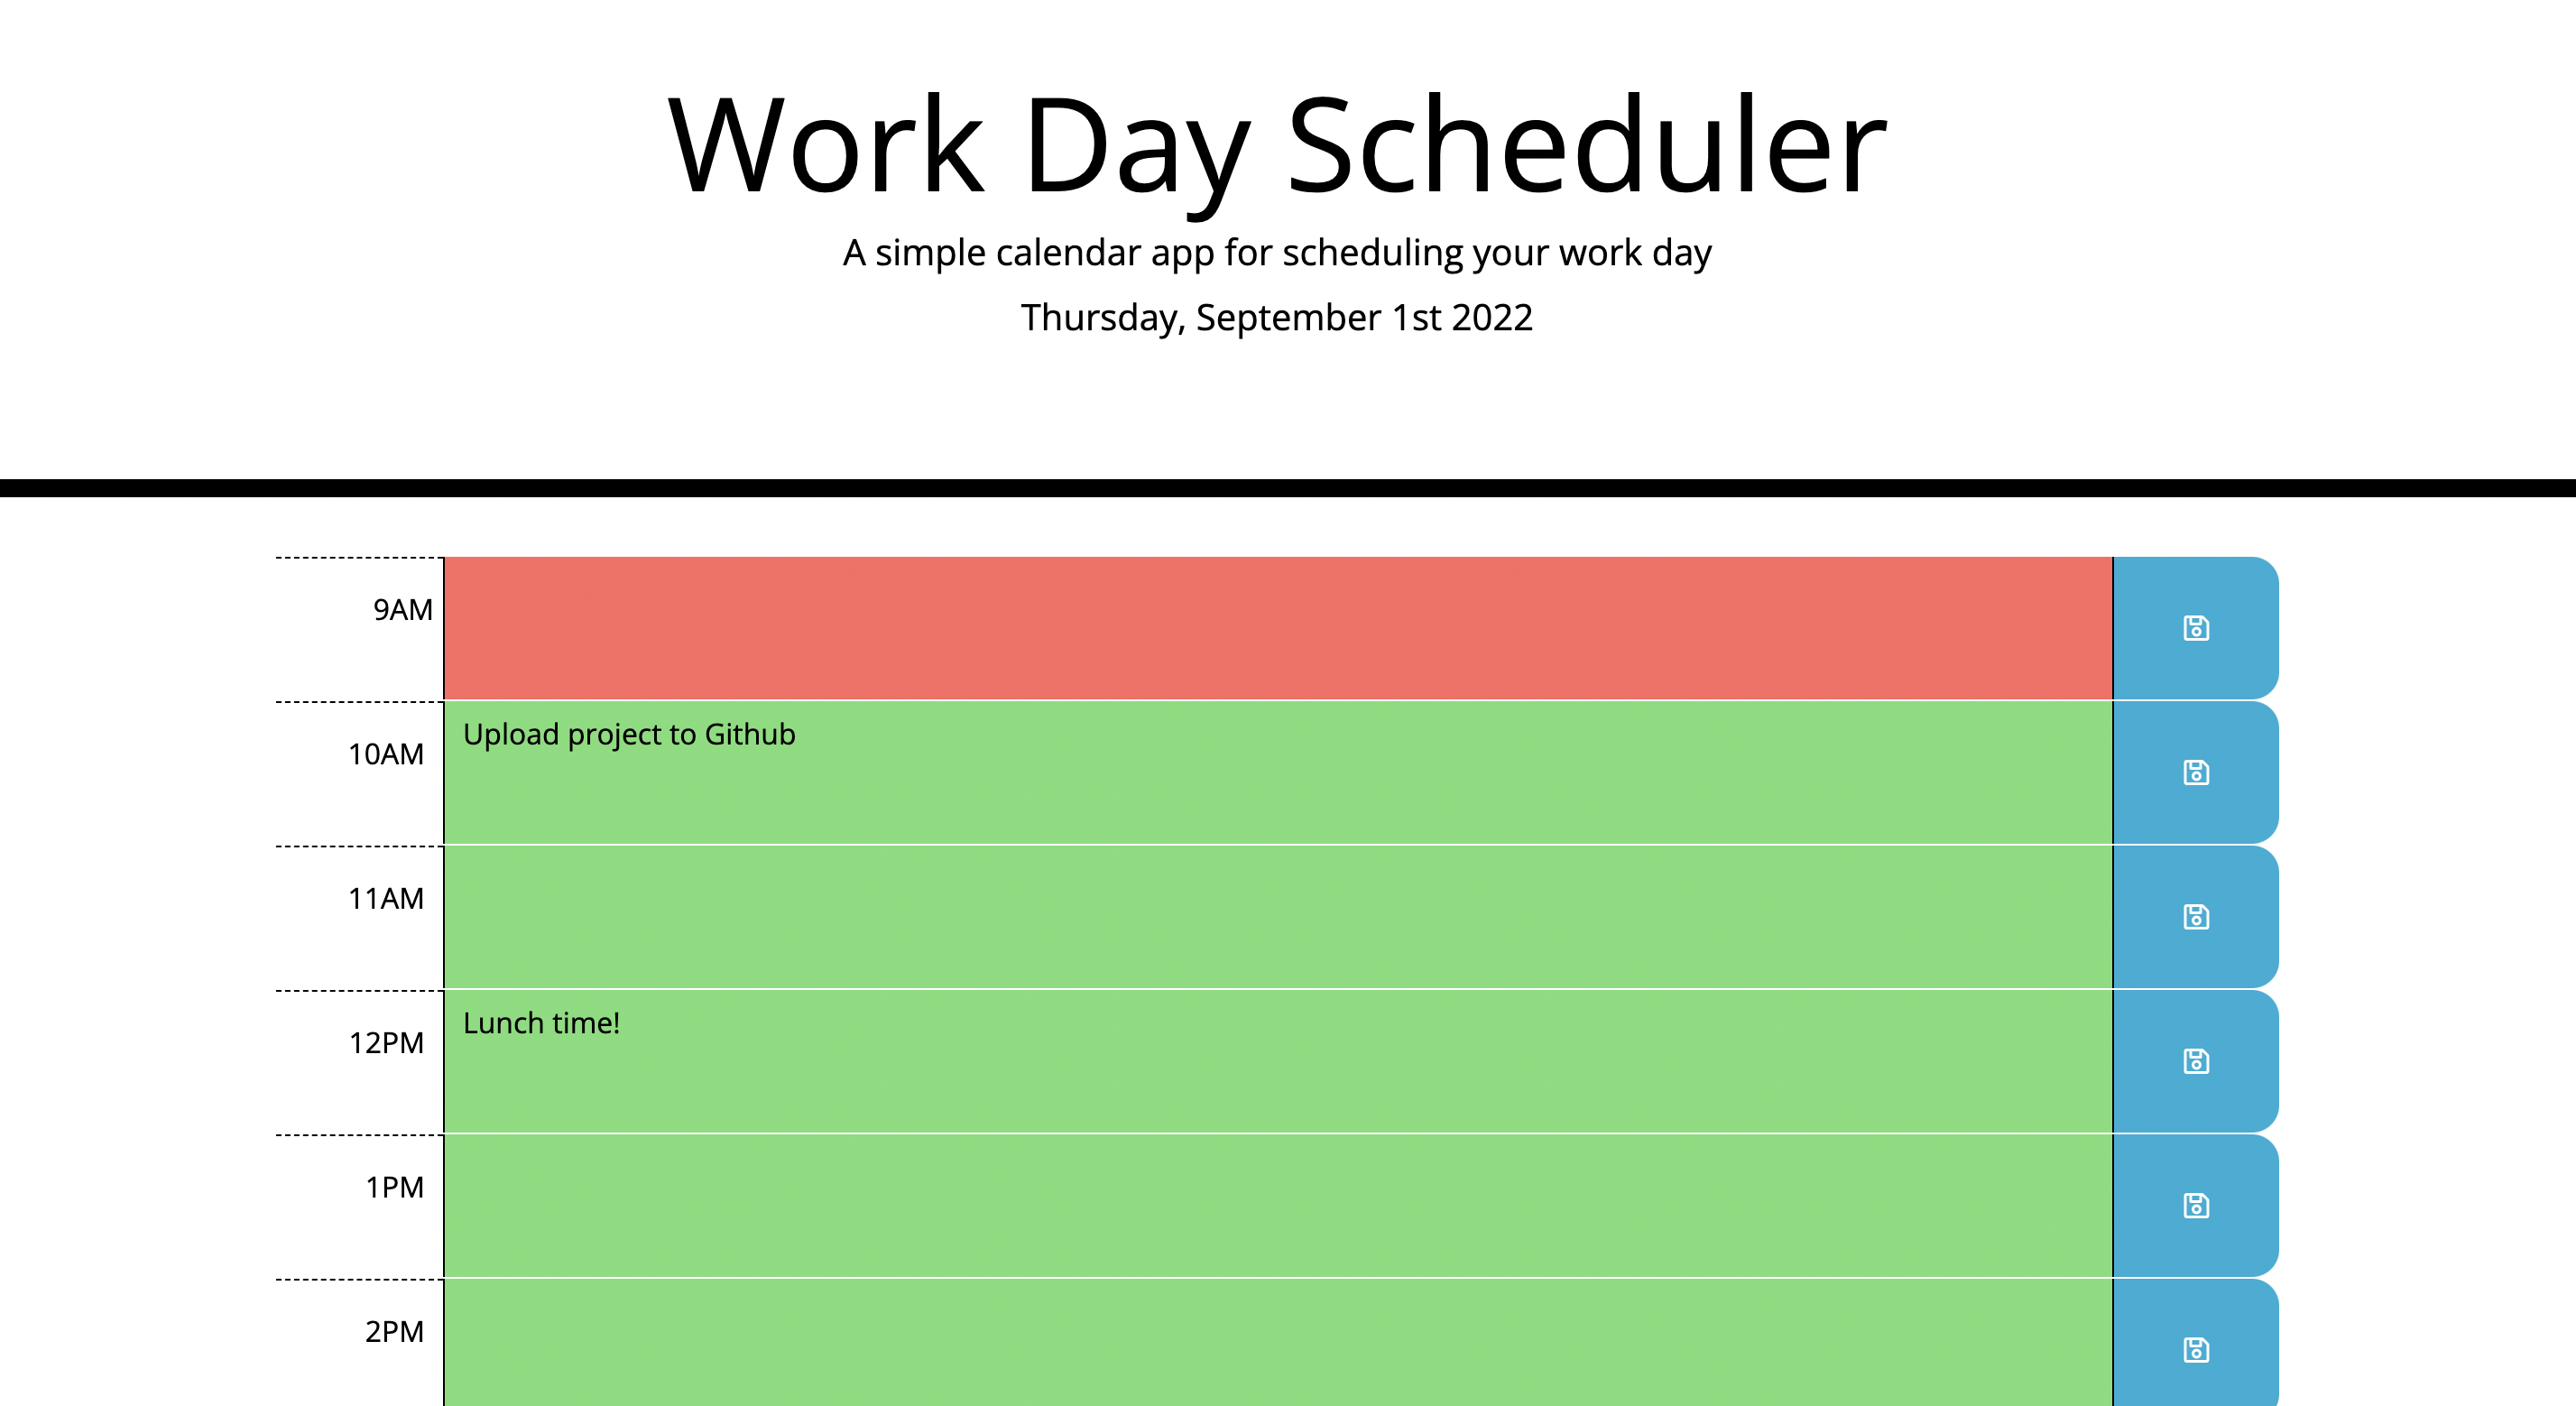 Work Day Scheduler
A simple calendar app for scheduling your work day
Thursday, September 1st 2022
9AM
10AM
Upload project to Github
11AM
12PM
Lunch time!
1PM
2PM